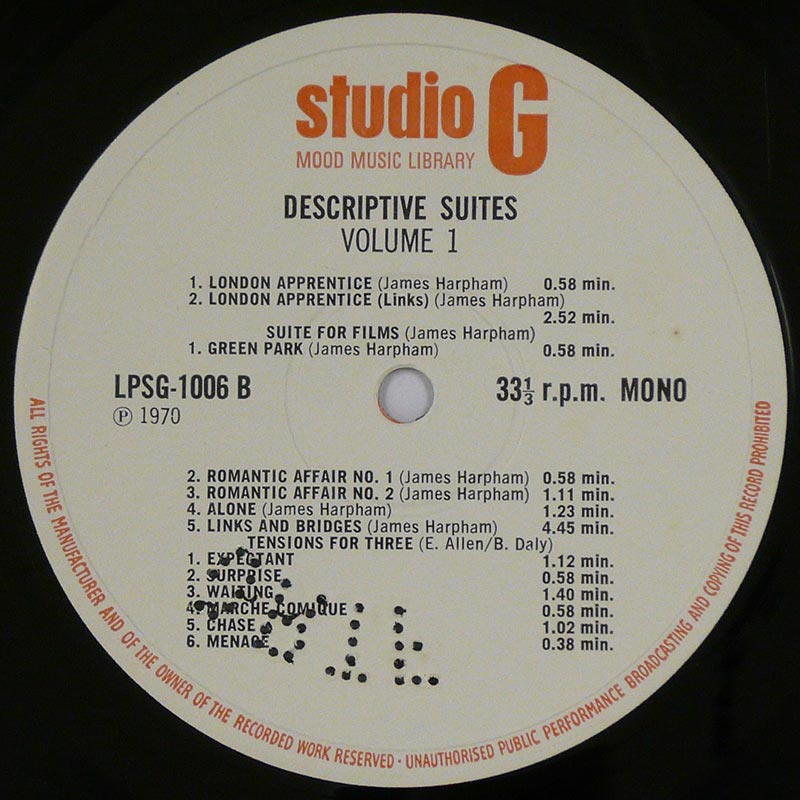 studio G
MOOD MUSIC LIBRARY
DESCRIPTIVE SUITES
VOLUME 1
1. LONDON APPRENTICE (James Harpham) 0.58 min.
2. LONDON APPRENTICE (Links) (James Harpham)
2.52 min.
SUITE FOR FILMS (James Harpham)
1. GREEN PARK (James Harpham) 0.58 min.
LPSG-1006 B 33⅓ r.p.m. MONO
℗ 1970
2. ROMANTIC AFFAIR NO. 1 (James Harpham) 0.58 min.
3. ROMANTIC AFFAIR NO. 2 (James Harpham) 1.11 min.
4. ALONE (James Harpham) 1.23 min.
5. LINKS AND BRIDGES (James Harpham) 4.45 min.
TENSIONS FOR THREE (E. Allen/B. Daly)
1. EXPECTANT 1.12 min.
2. SURPRISE 0.58 min.
3. WAITING 1.40 min.
4. MARCHE COMIQUE 0.58 min.
5. CHASE 1.02 min.
6. MENACE 0.38 min.
ALL RIGHTS OF THE MANUFACTURER AND OF THE OWNER OF THE RECORDED WORK RESERVED · UNAUTHORISED PUBLIC PERFORMANCE BROADCASTING AND COPYING OF THIS RECORD PROHIBITED